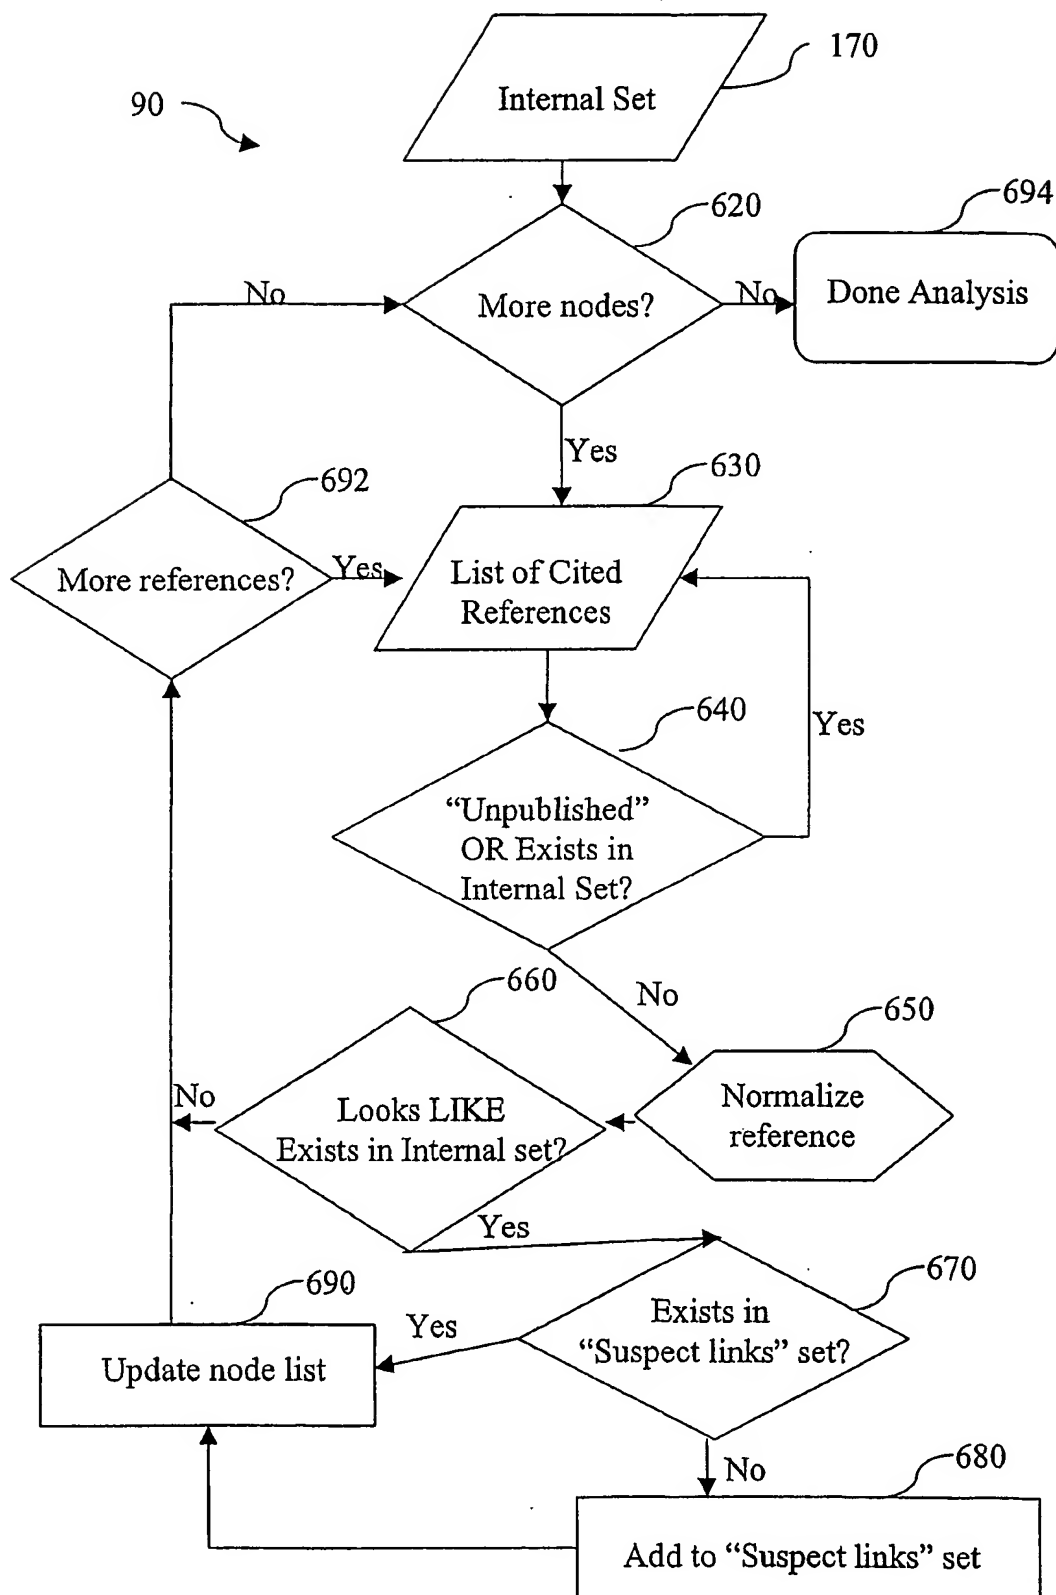 170
Internal Set
90
620
694
No
More nodes?
No
Done Analysis
Yes
630
692
More references?
Yes
List of Cited
References
640
Yes
“Unpublished”
OR Exists in
Internal Set?
660
No
650
No
Looks LIKE
Exists in Internal set?
Normalize
reference
Yes
690
670
Yes
Exists in
“Suspect links” set?
Update node list
No
680
Add to “Suspect links” set